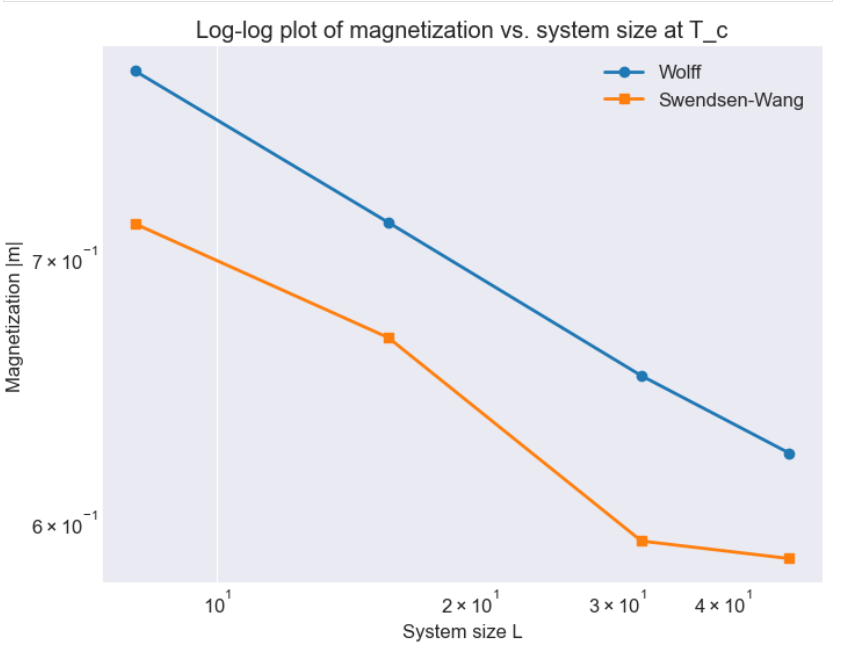 Log-log plot of magnetization vs. system size at T_c
Wolff
Swendsen-Wang
Magnetization |m|
7 × 10⁻¹
6 × 10⁻¹
10¹
2 × 10¹
3 × 10¹
4 × 10¹
System size L